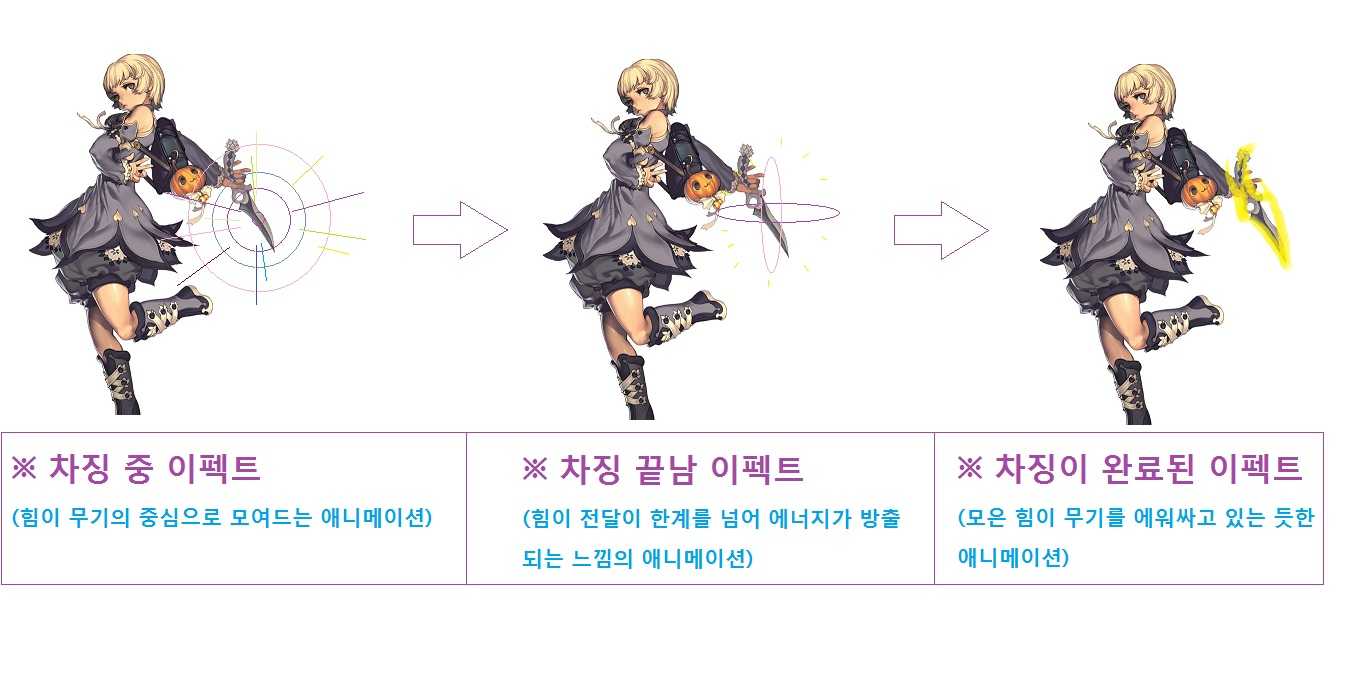 ※ 차징 중 이펙트
(힘이 무기의 중심으로 모여드는 애니메이션)
※ 차징 끝남 이펙트
(힘이 전달이 한계를 넘어 에너지가 방출
되는 느낌의 애니메이션)
※ 차징이 완료된 이펙트
(모은 힘이 무기를 에워싸고 있는 듯한
애니메이션)